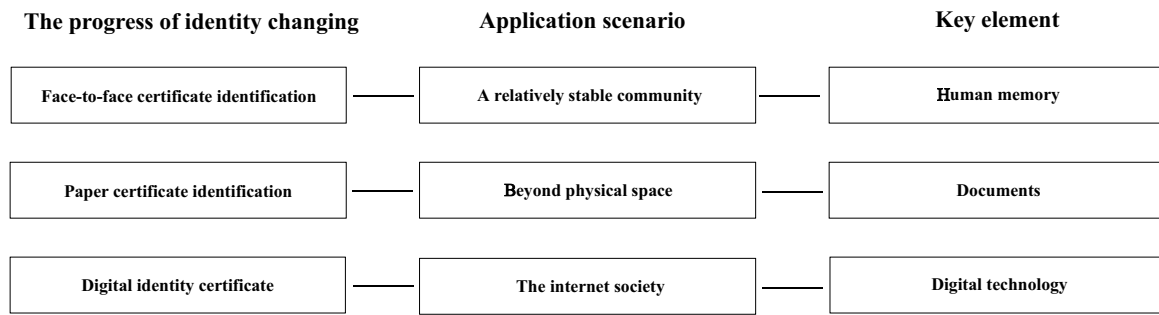 The progress of identity changing
Application scenario
Key element
Face-to-face certificate identification
A relatively stable community
Human memory
Paper certificate identification
Beyond physical space
Documents
Digital identity certificate
The internet society
Digital technology